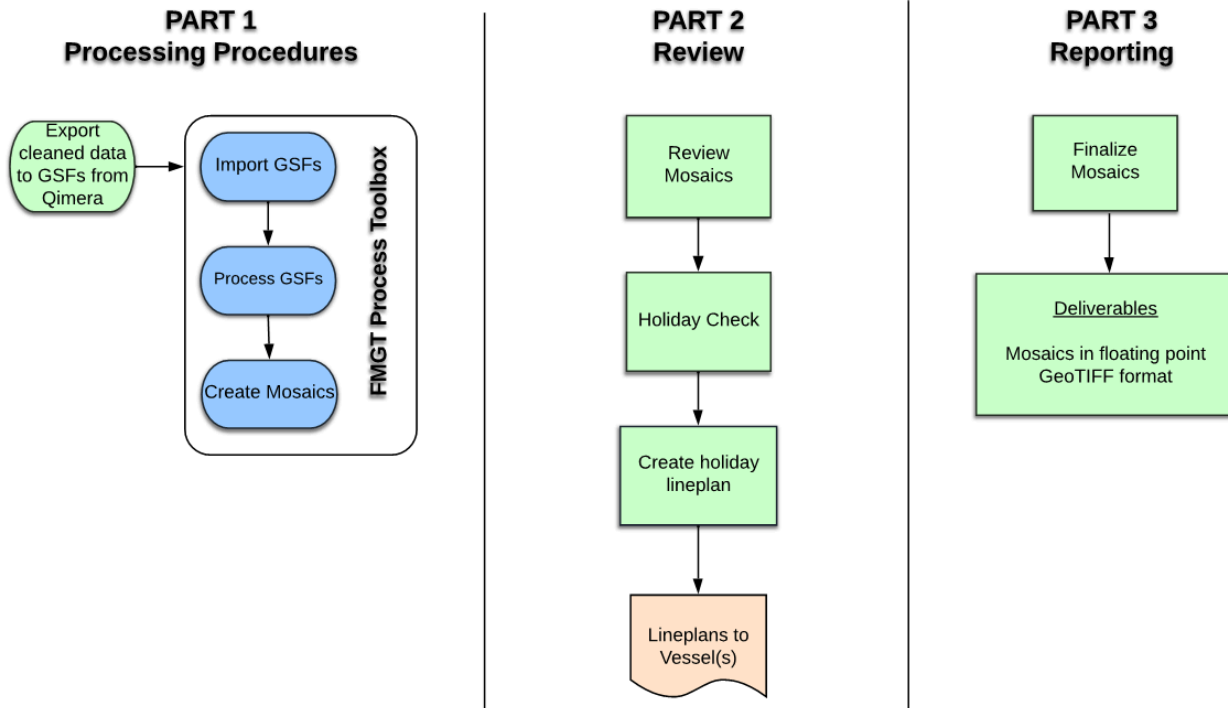 PART 1
Processing Procedures
Export
cleaned data
to GSFs from
Qimera
Import GSFs
Process GSFs
Create Mosaics
FMGT Process Toolbox
PART 2
Review
Review
Mosaics
Holiday Check
Create holiday
lineplan
Lineplans to
Vessel(s)
PART 3
Reporting
Finalize
Mosaics
Deliverables
Mosaics in floating point
GeoTIFF format